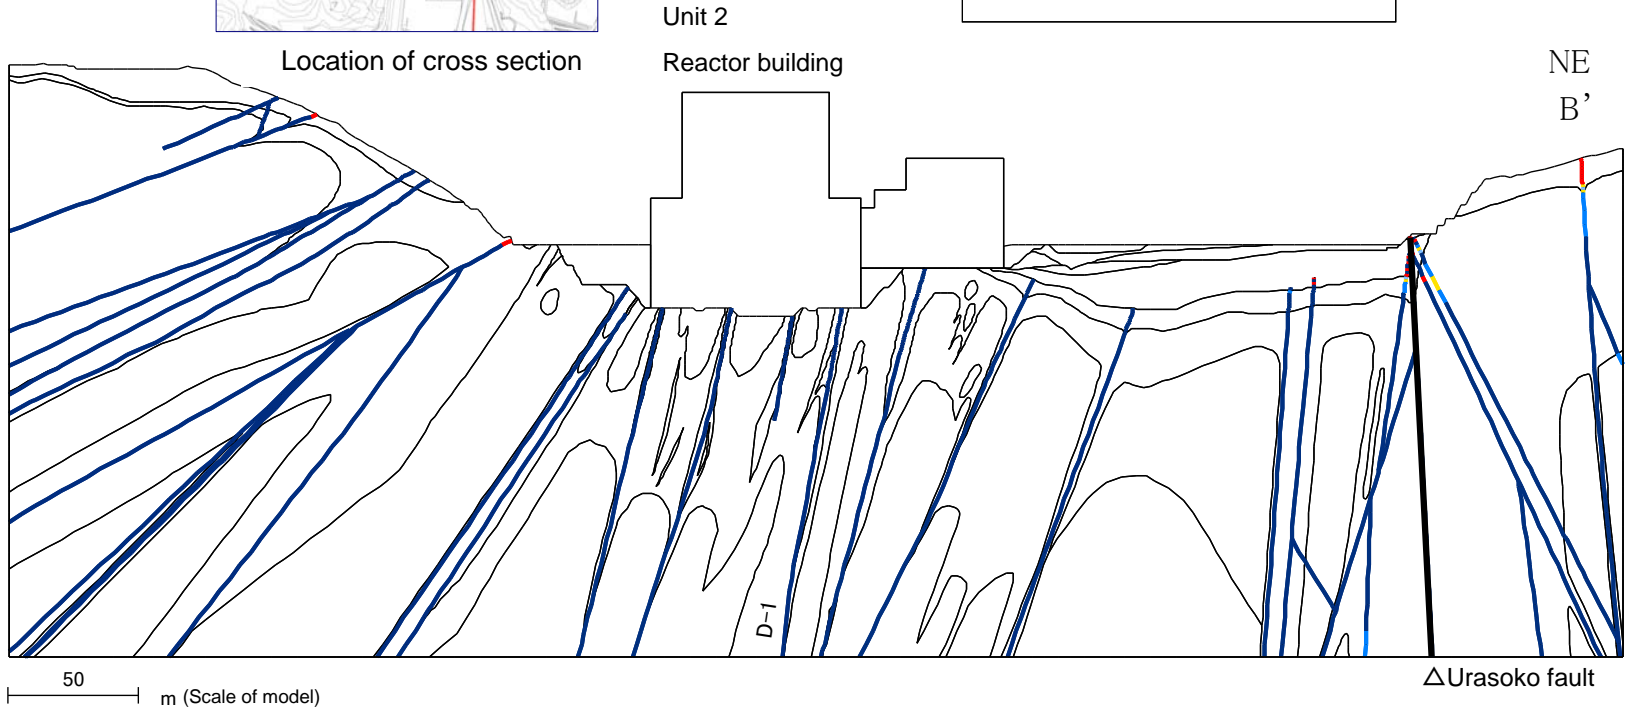 Unit 2
Location of cross section
Reactor building
NE
B’
D-1
50
m (Scale of model)
△Urasoko fault